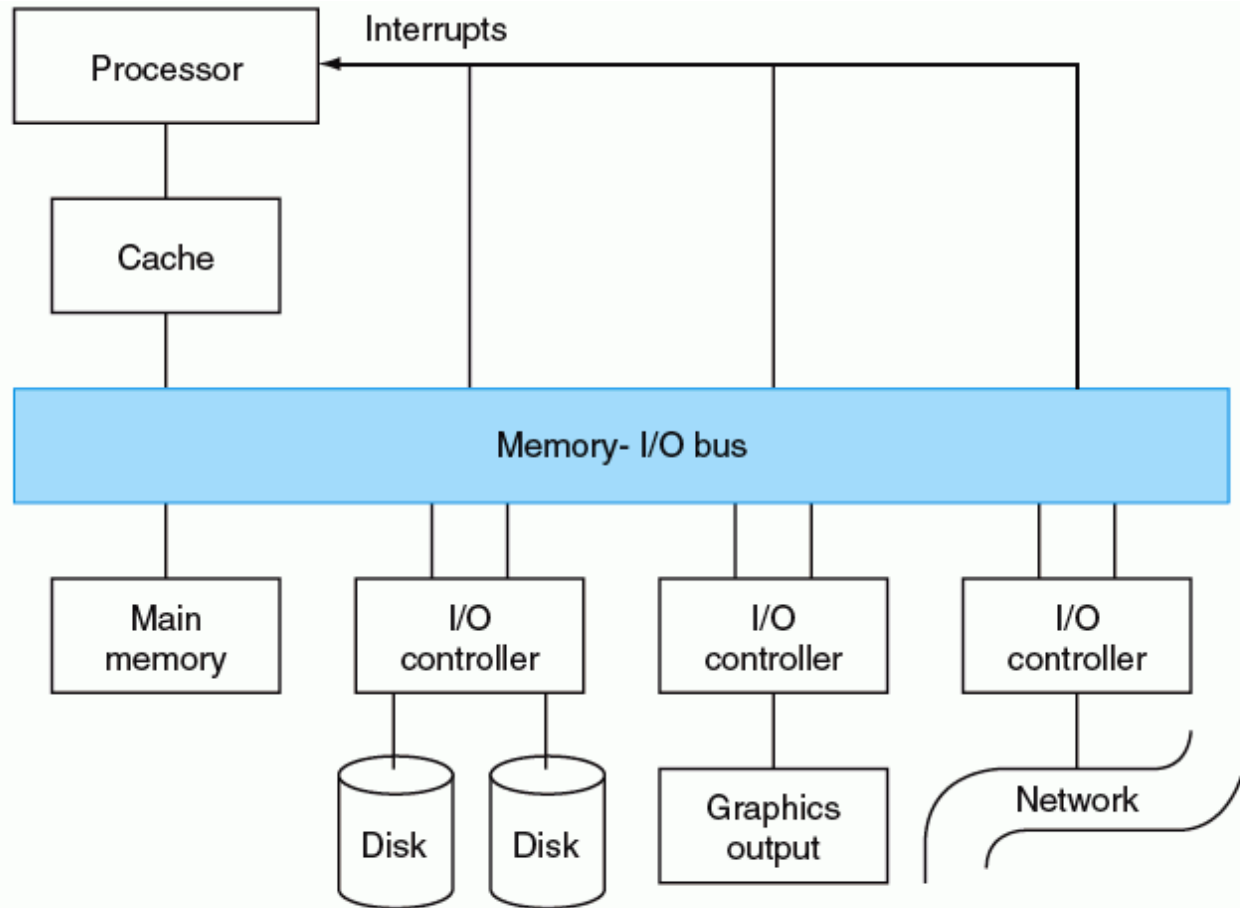 Interrupts
Processor
Cache
Memory- I/O bus
Main
memory
I/O
controller
I/O
controller
I/O
controller
Disk
Disk
Graphics
output
Network